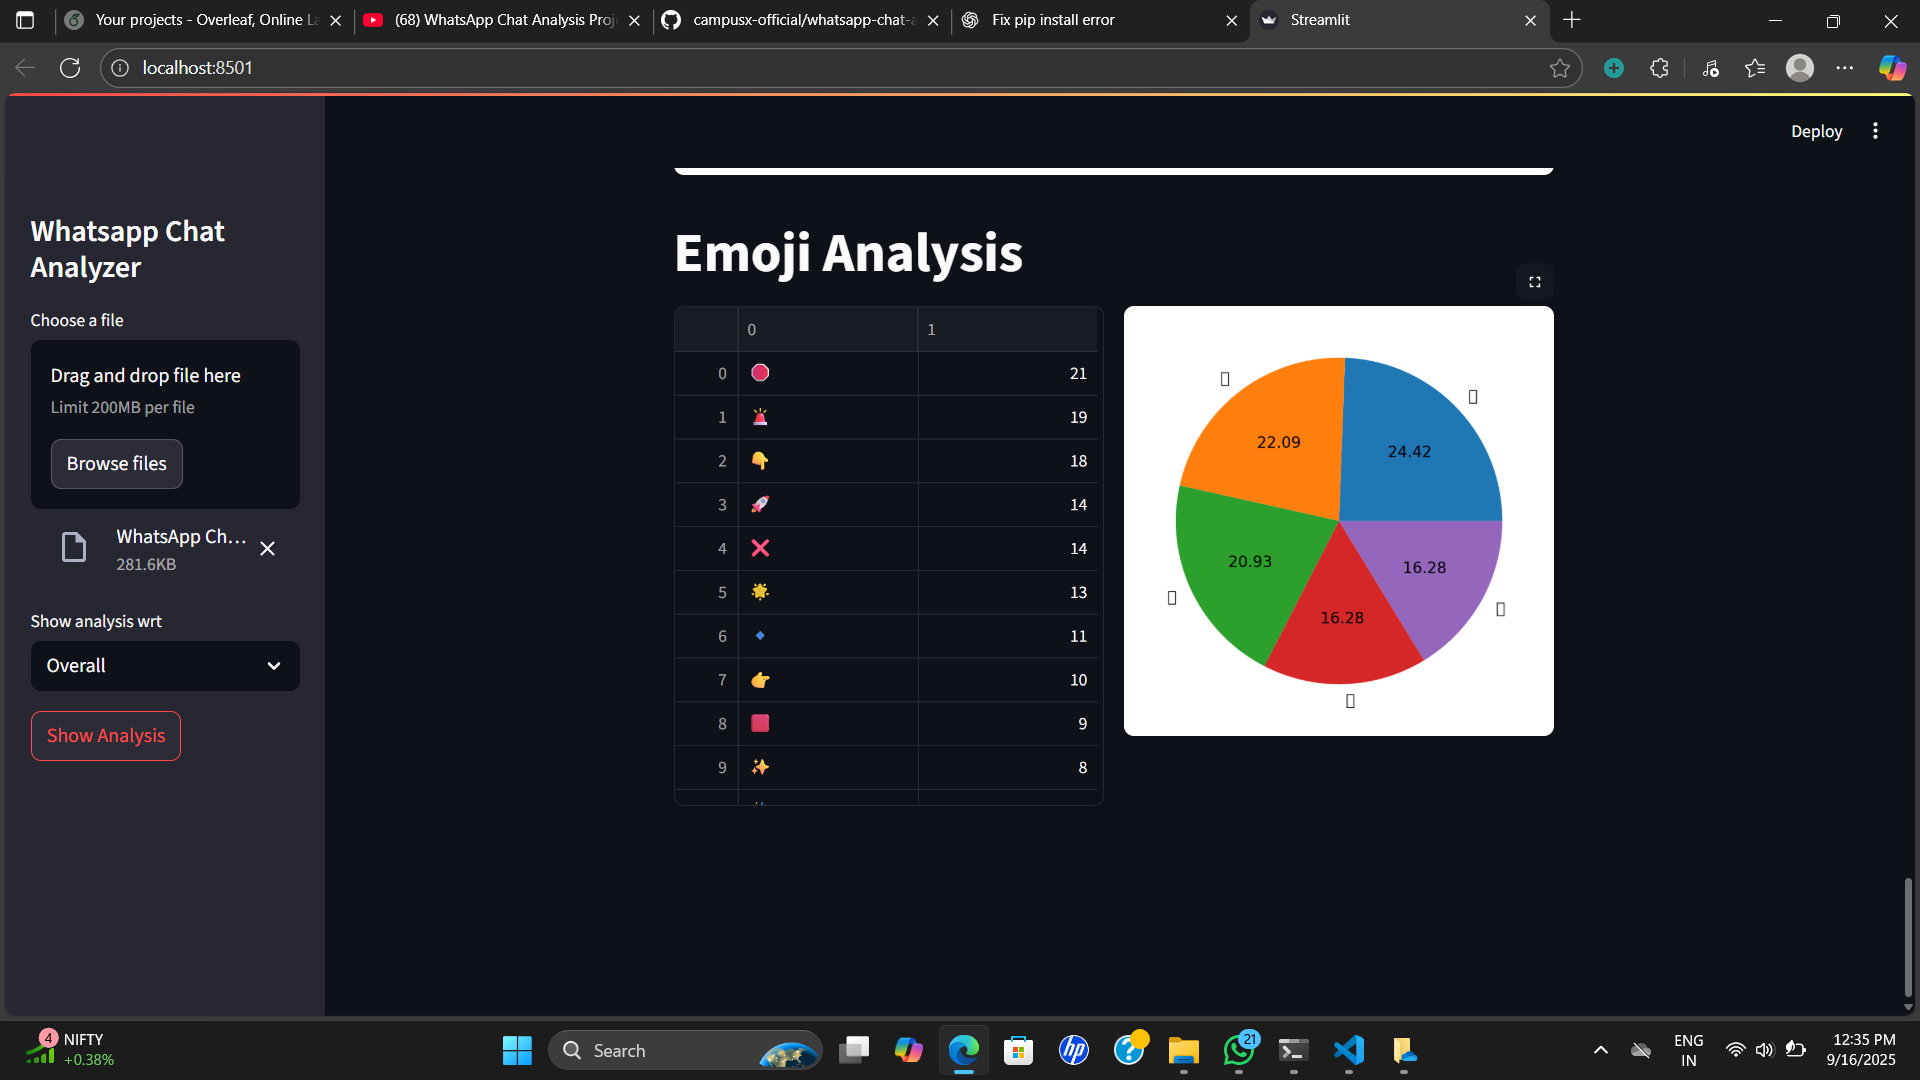 Your projects - Overleaf, Online La
(68) WhatsApp Chat Analysis Proj
campusx-official/whatsapp-chat-a
Fix pip install error
Streamlit
localhost:8501
Deploy
Whatsapp Chat
Analyzer
Choose a file
Drag and drop file here
Limit 200MB per file
Browse files
WhatsApp Ch...
281.6KB
Show analysis wrt
Overall
Show Analysis
Emoji Analysis
0 1
0 🛑 21
1 🚨 19
2 👇 18
3 🚀 14
4 ❌ 14
5 🌟 13
6 🔹 11
7 👉 10
8 🟥 9
9 ✨ 8
22.09
24.42
20.93
16.28
16.28
4
NIFTY
+0.38%
Search
hp
21
ENG
IN
12:35 PM
9/16/2025